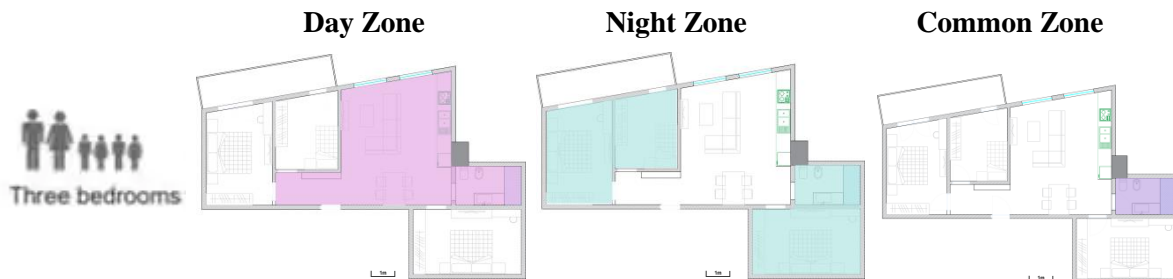 Day Zone
Night Zone
Common Zone
Three bedrooms
1m
1m
1m